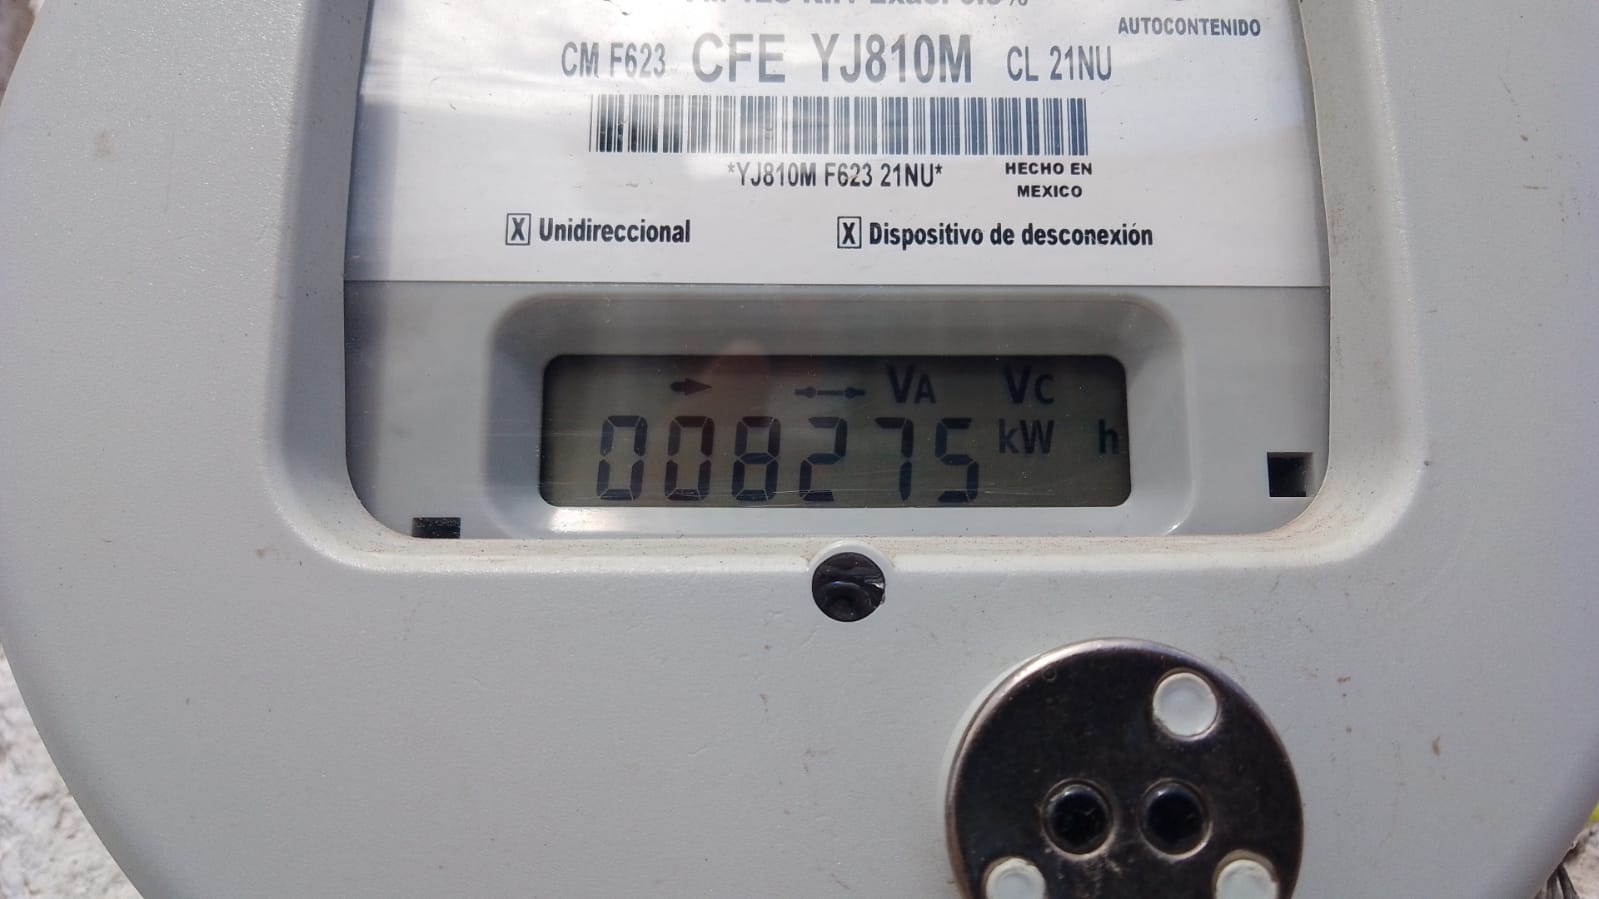 AUTOCONTENIDO
CM F623 CFE YJ810M CL 21NU
*YJ810M F623 21NU*
HECHO EN
MEXICO
X Unidireccional
X Dispositivo de desconexión
VA VC
008275 kW h